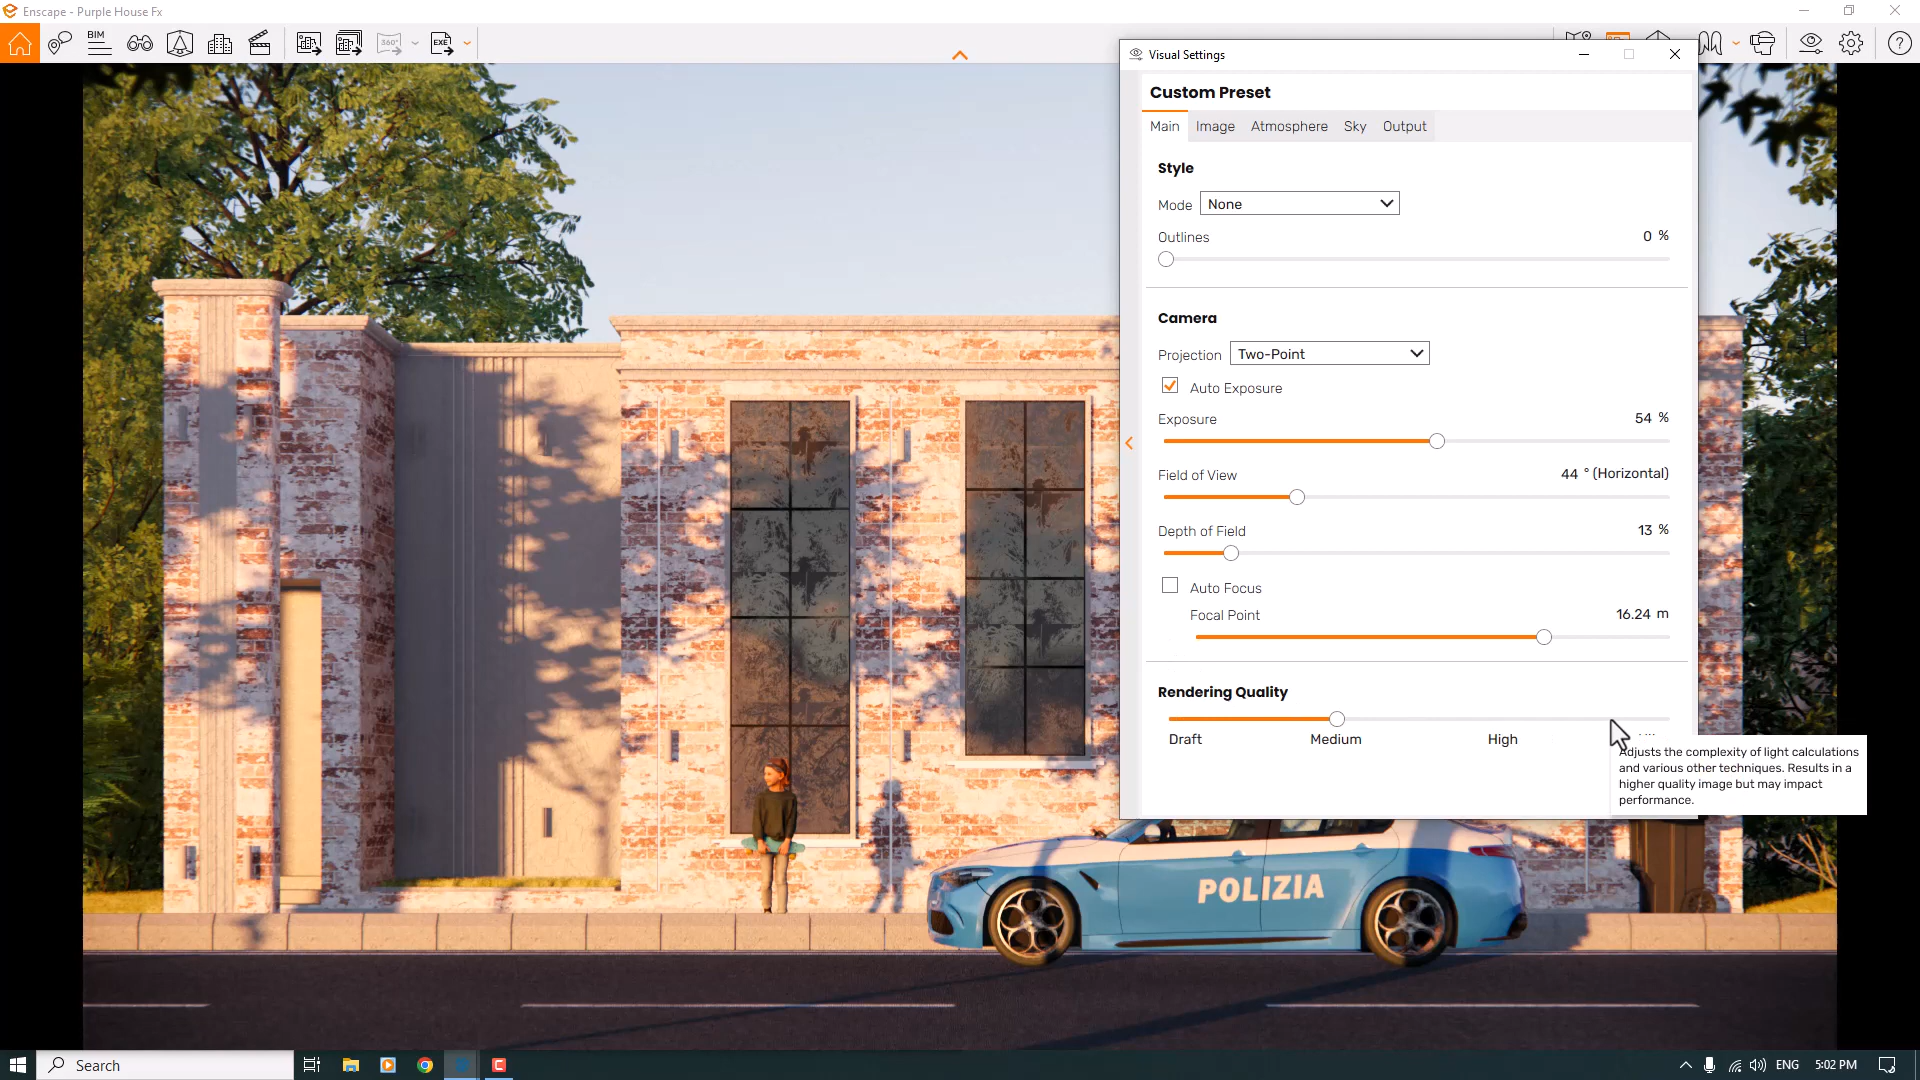 Enscape - Purple House Fx
BIM
360°
EXE
Visual Settings
Custom Preset
Main Image Atmosphere Sky Output
Style
Mode None
Outlines 0 %
Camera
Projection Two-Point
Auto Exposure
Exposure 54 %
Field of View 44 ° (Horizontal)
Depth of Field 13 %
Auto Focus
Focal Point 16.24 m
Rendering Quality
Draft Medium High
Adjusts the complexity of light calculations
and various other techniques. Results in a
higher quality image but may impact
performance.
POLIZIA
Search
ENG 5:02 PM